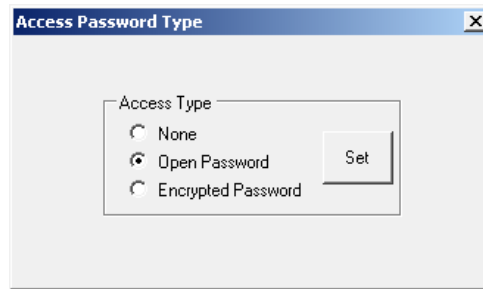 Access Password Type
Access Type
None
Open Password
Set
Encrypted Password